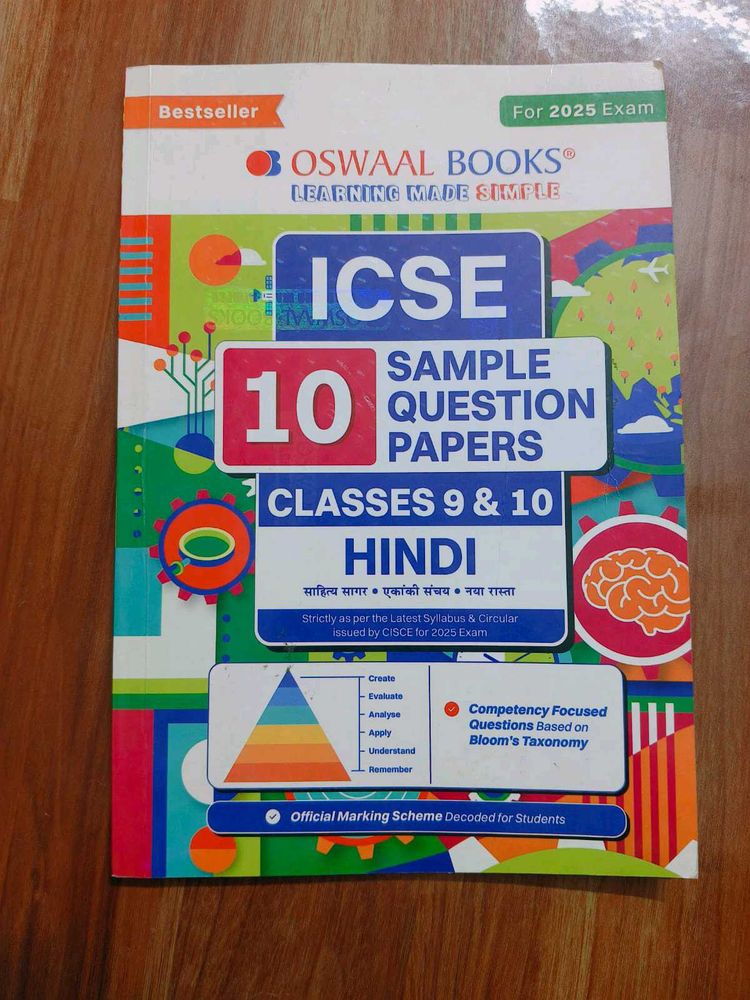 Bestseller
For 2025 Exam
OSWAAL BOOKS®
LEARNING MADE SIMPLE
ICSE
10
SAMPLE
QUESTION
PAPERS
CLASSES 9 & 10
HINDI
साहित्य सागर • एकांकी संचय • नया रास्ता
Strictly as per the Latest Syllabus & Circular
issued by CISCE for 2025 Exam
Create
Evaluate
Analyse
Apply
Understand
Remember
Competency Focused
Questions Based on
Bloom's Taxonomy
Official Marking Scheme Decoded for Students